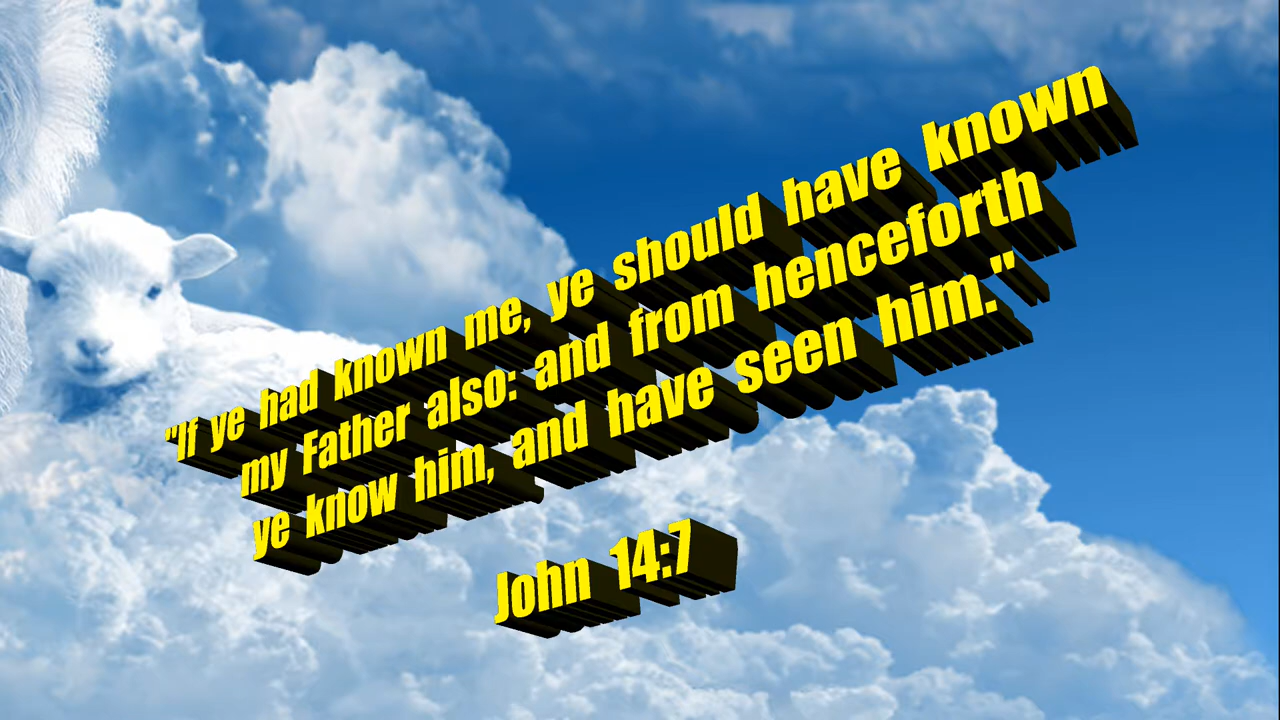 "If ye had known me, ye should have known
my Father also: and from henceforth
ye know him, and have seen him."
John 14:7